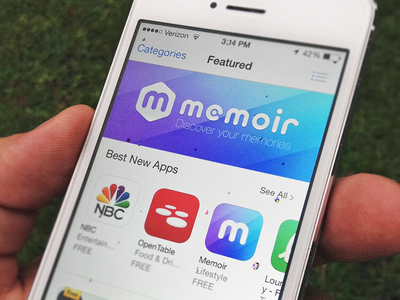 Verizon 3:14 PM 42%
Categories
Featured
memoir
Discover your memories.
Best New Apps
See All >
NBC
NBC
Entertain...
FREE
OpenTable
Food & Dri...
FREE
Memoir
Lifestyle
FREE
Loun
y - F